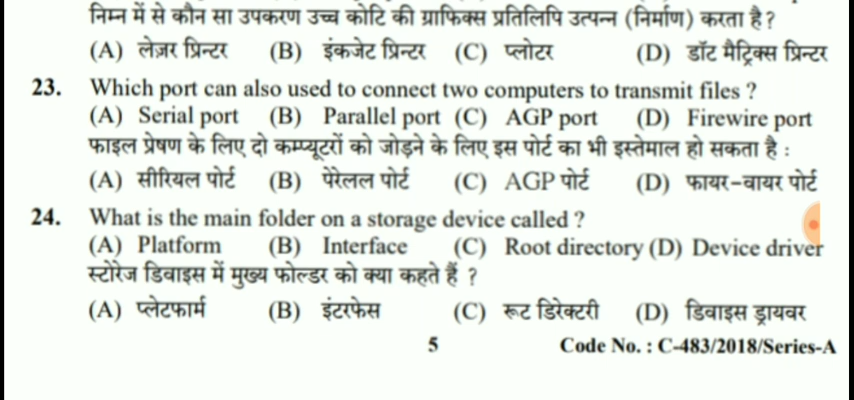 निम्न में से कौन सा उपकरण उच्च कोटि की ग्राफिक्स प्रतिलिपि उत्पन्न (निर्माण) करता है?
(A) लेज़र प्रिन्टर (B) इंकजेट प्रिन्टर (C) प्लोटर (D) डॉट मैट्रिक्स प्रिन्टर
23. Which port can also used to connect two computers to transmit files ?
(A) Serial port (B) Parallel port (C) AGP port (D) Firewire port
फाइल प्रेषण के लिए दो कम्प्यूटरों को जोड़ने के लिए इस पोर्ट का भी इस्तेमाल हो सकता है :
(A) सीरियल पोर्ट (B) पेरेलल पोर्ट (C) AGP पोर्ट (D) फायर-वायर पोर्ट
24. What is the main folder on a storage device called ?
(A) Platform (B) Interface (C) Root directory (D) Device driver
स्टोरेज डिवाइस में मुख्य फोल्डर को क्या कहते हैं ?
(A) प्लेटफार्म (B) इंटरफेस (C) रूट डिरेक्टरी (D) डिवाइस ड्रायवर
5 Code No. : C-483/2018/Series-A